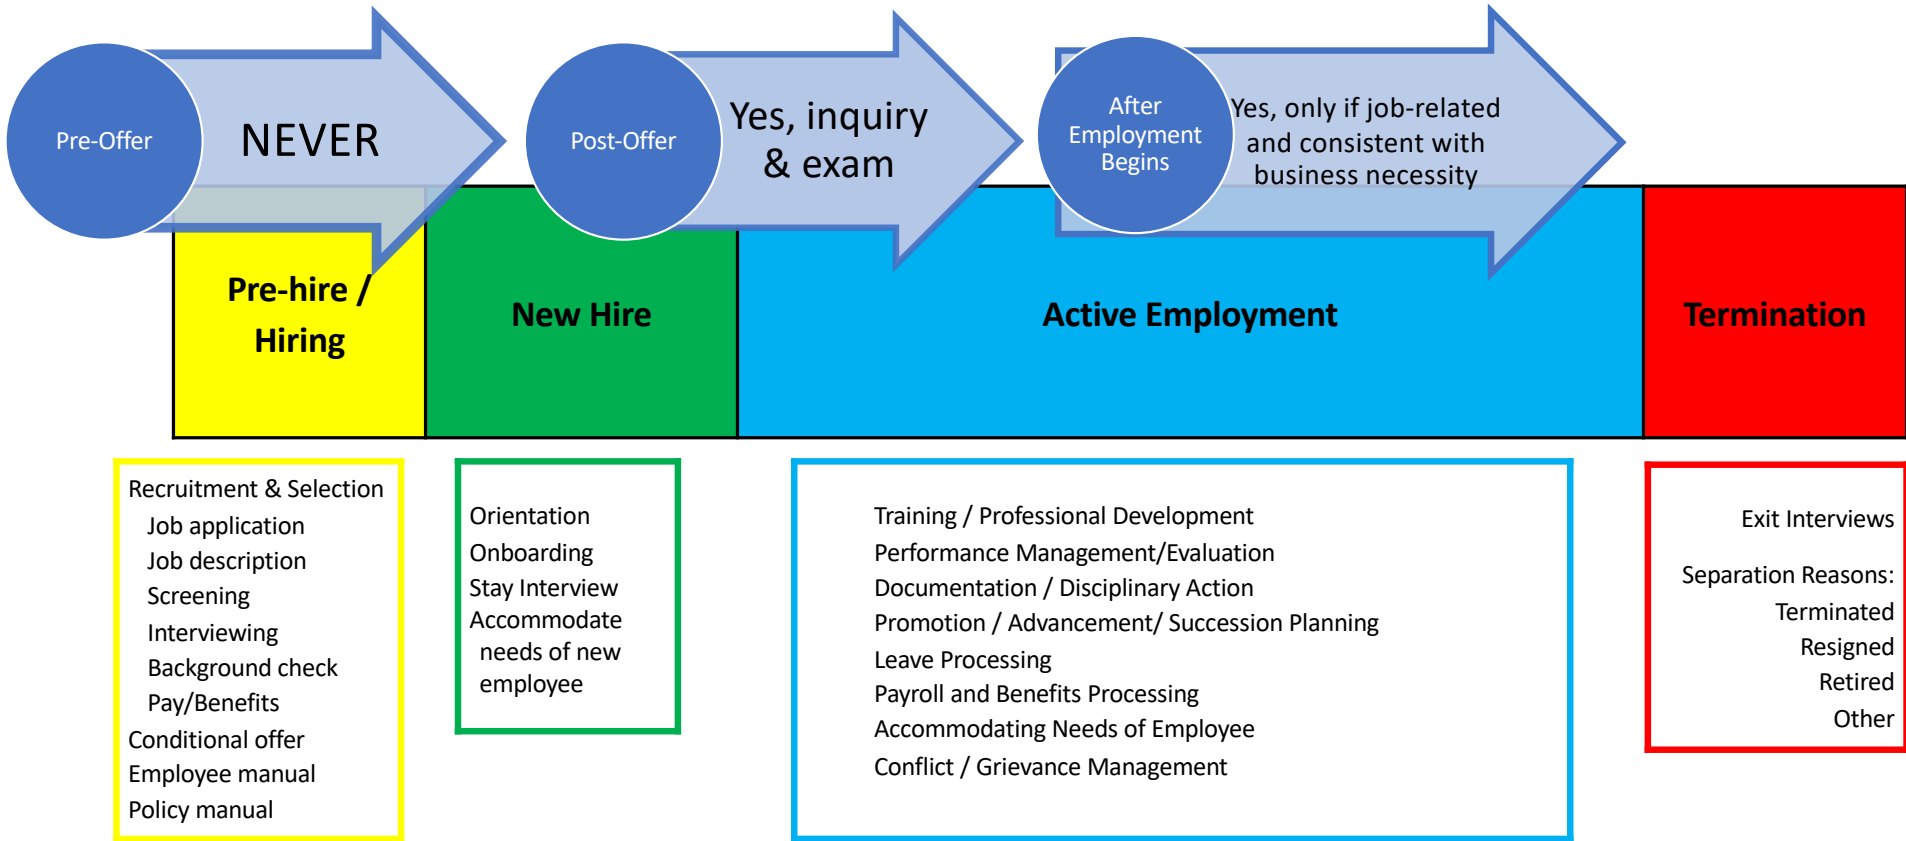 Pre-Offer
NEVER
Post-Offer
Yes, inquiry
& exam
After
Employment
Begins
Yes, only if job-related
and consistent with
business necessity
Pre-hire /
Hiring
New Hire
Active Employment
Termination
Recruitment & Selection
Job application
Job description
Screening
Interviewing
Background check
Pay/Benefits
Conditional offer
Employee manual
Policy manual
Orientation
Onboarding
Stay Interview
Accommodate
needs of new
employee
Training / Professional Development
Performance Management/Evaluation
Documentation / Disciplinary Action
Promotion / Advancement/ Succession Planning
Leave Processing
Payroll and Benefits Processing
Accommodating Needs of Employee
Conflict / Grievance Management
Exit Interviews
Separation Reasons:
Terminated
Resigned
Retired
Other